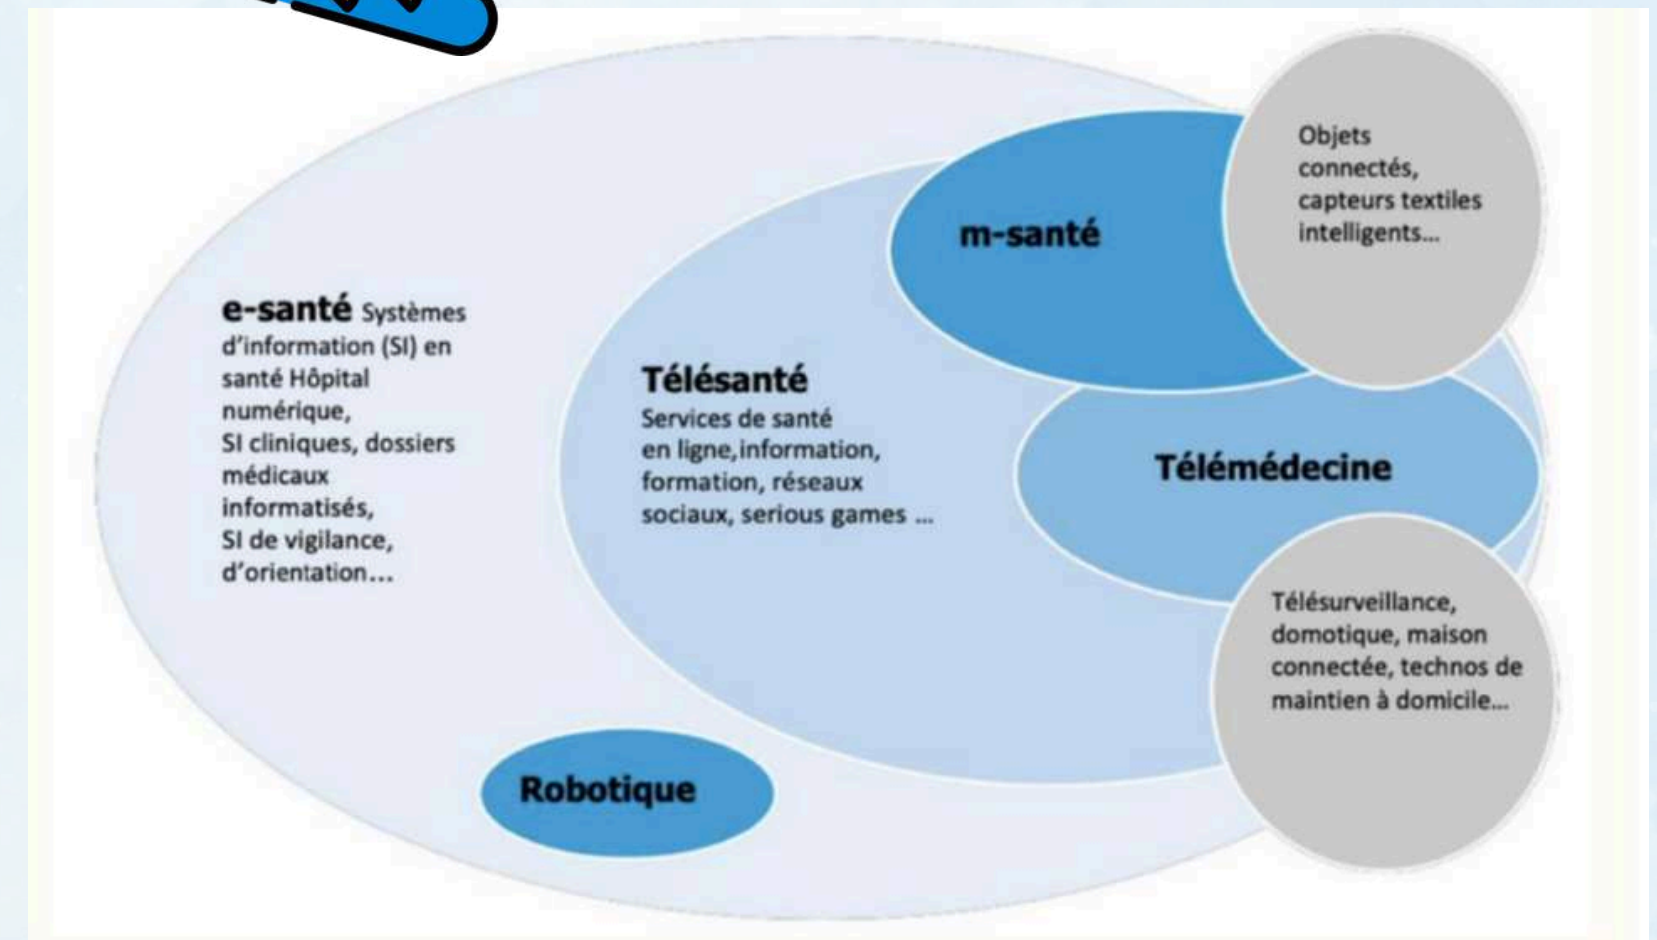 e-santé Systèmes
d'information (SI) en
santé Hôpital
numérique,
SI cliniques, dossiers
médicaux
informatisés,
SI de vigilance,
d'orientation...
Télésanté
Services de santé
en ligne,information,
formation, réseaux
sociaux, serious games ...
m-santé
Objets
connectés,
capteurs textiles
intelligents...
Télémédecine
Télésurveillance,
domotique, maison
connectée, technos de
maintien à domicile...
Robotique